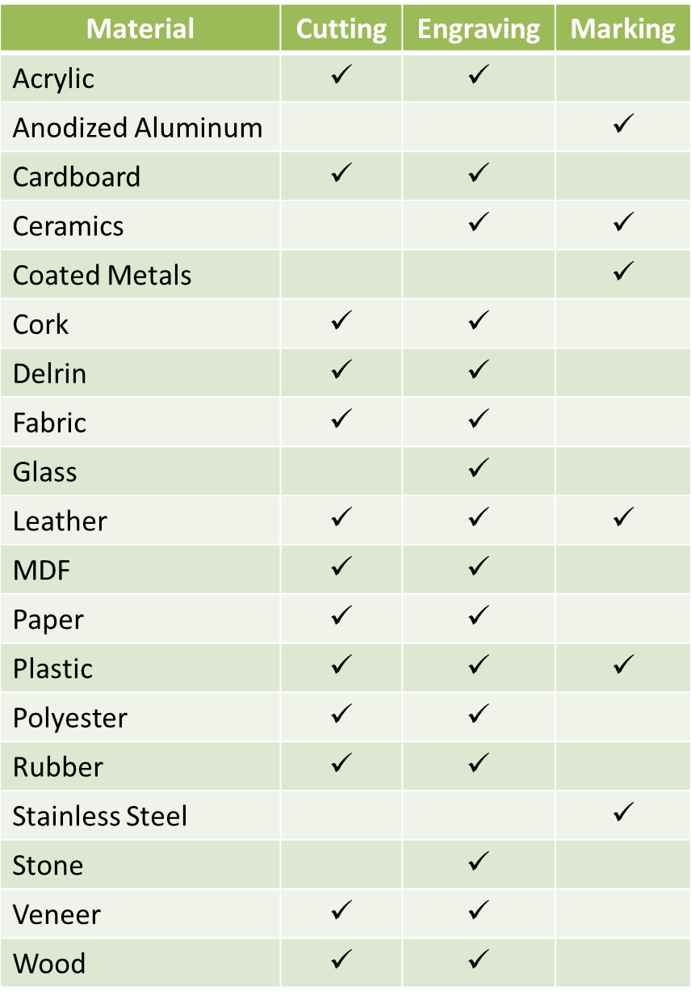 Material Cutting Engraving Marking
Acrylic ✓ ✓
Anodized Aluminum ✓
Cardboard ✓ ✓
Ceramics ✓ ✓
Coated Metals ✓
Cork ✓ ✓
Delrin ✓ ✓
Fabric ✓ ✓
Glass ✓
Leather ✓ ✓ ✓
MDF ✓ ✓
Paper ✓ ✓
Plastic ✓ ✓ ✓
Polyester ✓ ✓
Rubber ✓ ✓
Stainless Steel ✓
Stone ✓
Veneer ✓ ✓
Wood ✓ ✓